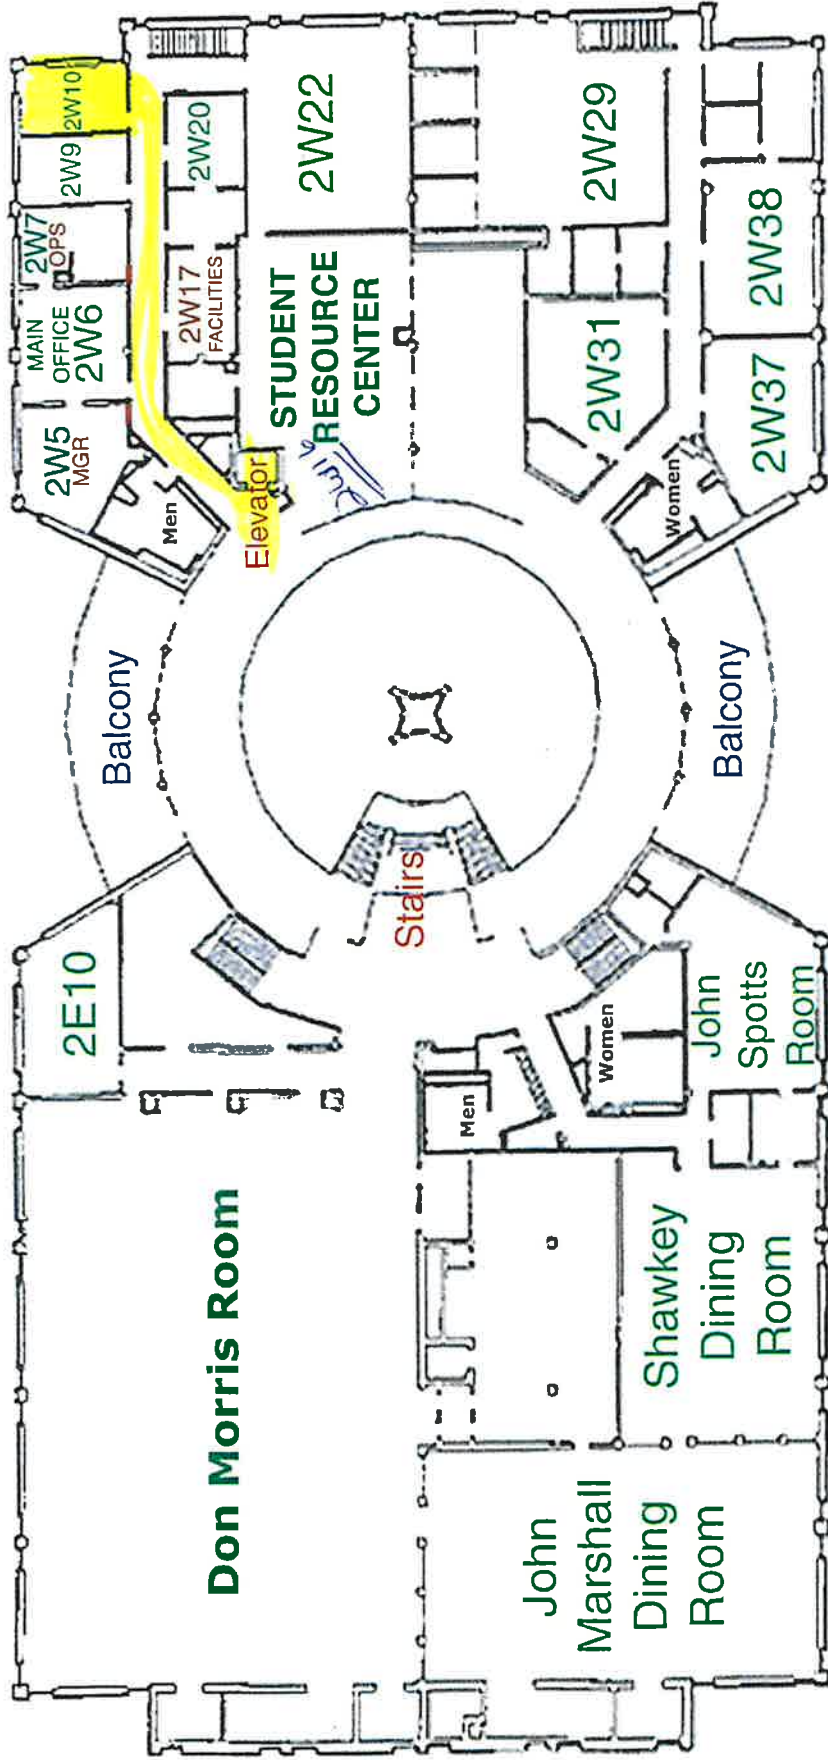 2W10
2W9
2W7
OPS
MAIN
OFFICE
2W6
2W5
MGR
Men
2W20
2W17
FACILITIES
2W22
STUDENT
RESOURCE
CENTER
Elevator
2W16
2W29
2W31
2W38
2W37
Women
Balcony
Balcony
Stairs
2E10
Don Morris Room
Men
Women
John
Spotts
Room
Shawkey
Dining
Room
John
Marshall
Dining
Room